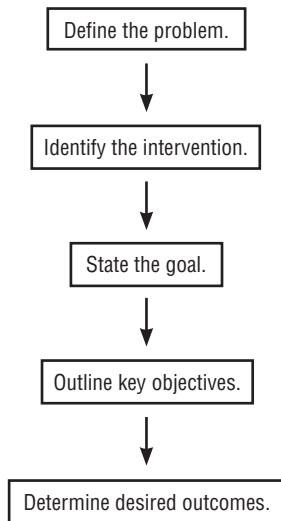 Define the problem.
Identify the intervention.
State the goal.
Outline key objectives.
Determine desired outcomes.